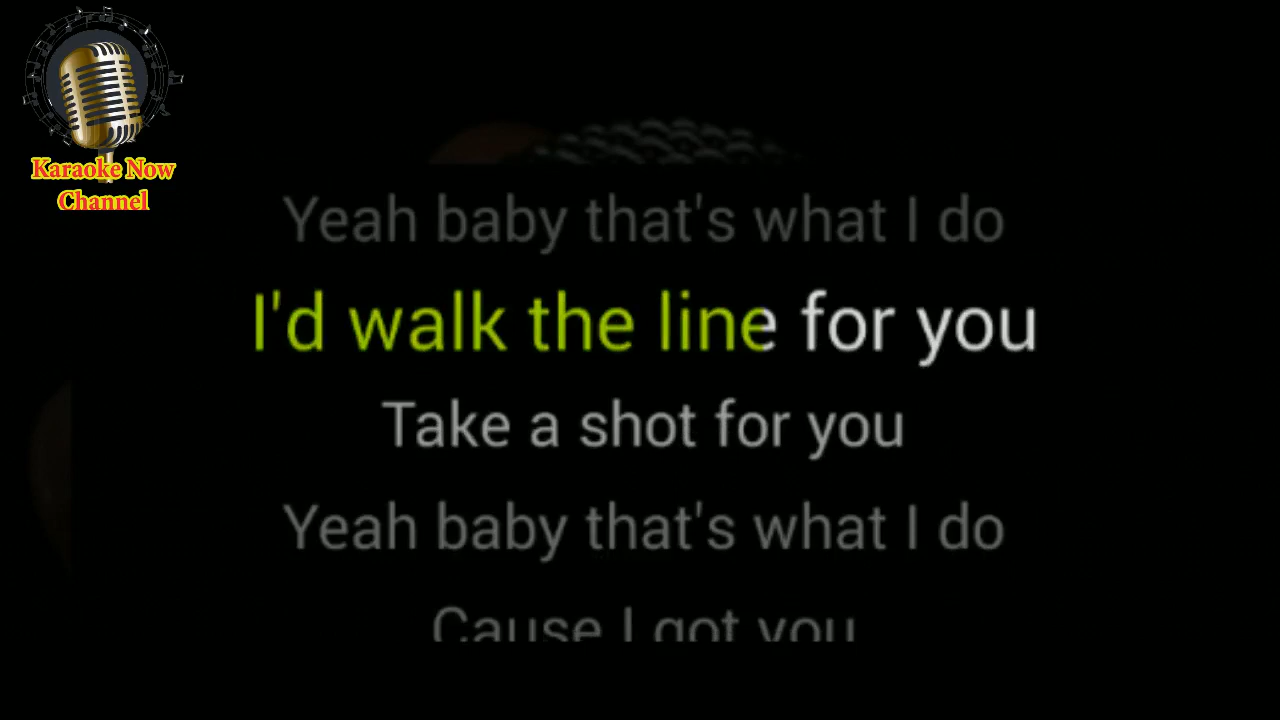 Karaoke Now
Channel
Yeah baby that's what I do
I'd walk the line for you
Take a shot for you
Yeah baby that's what I do
Cause I got you